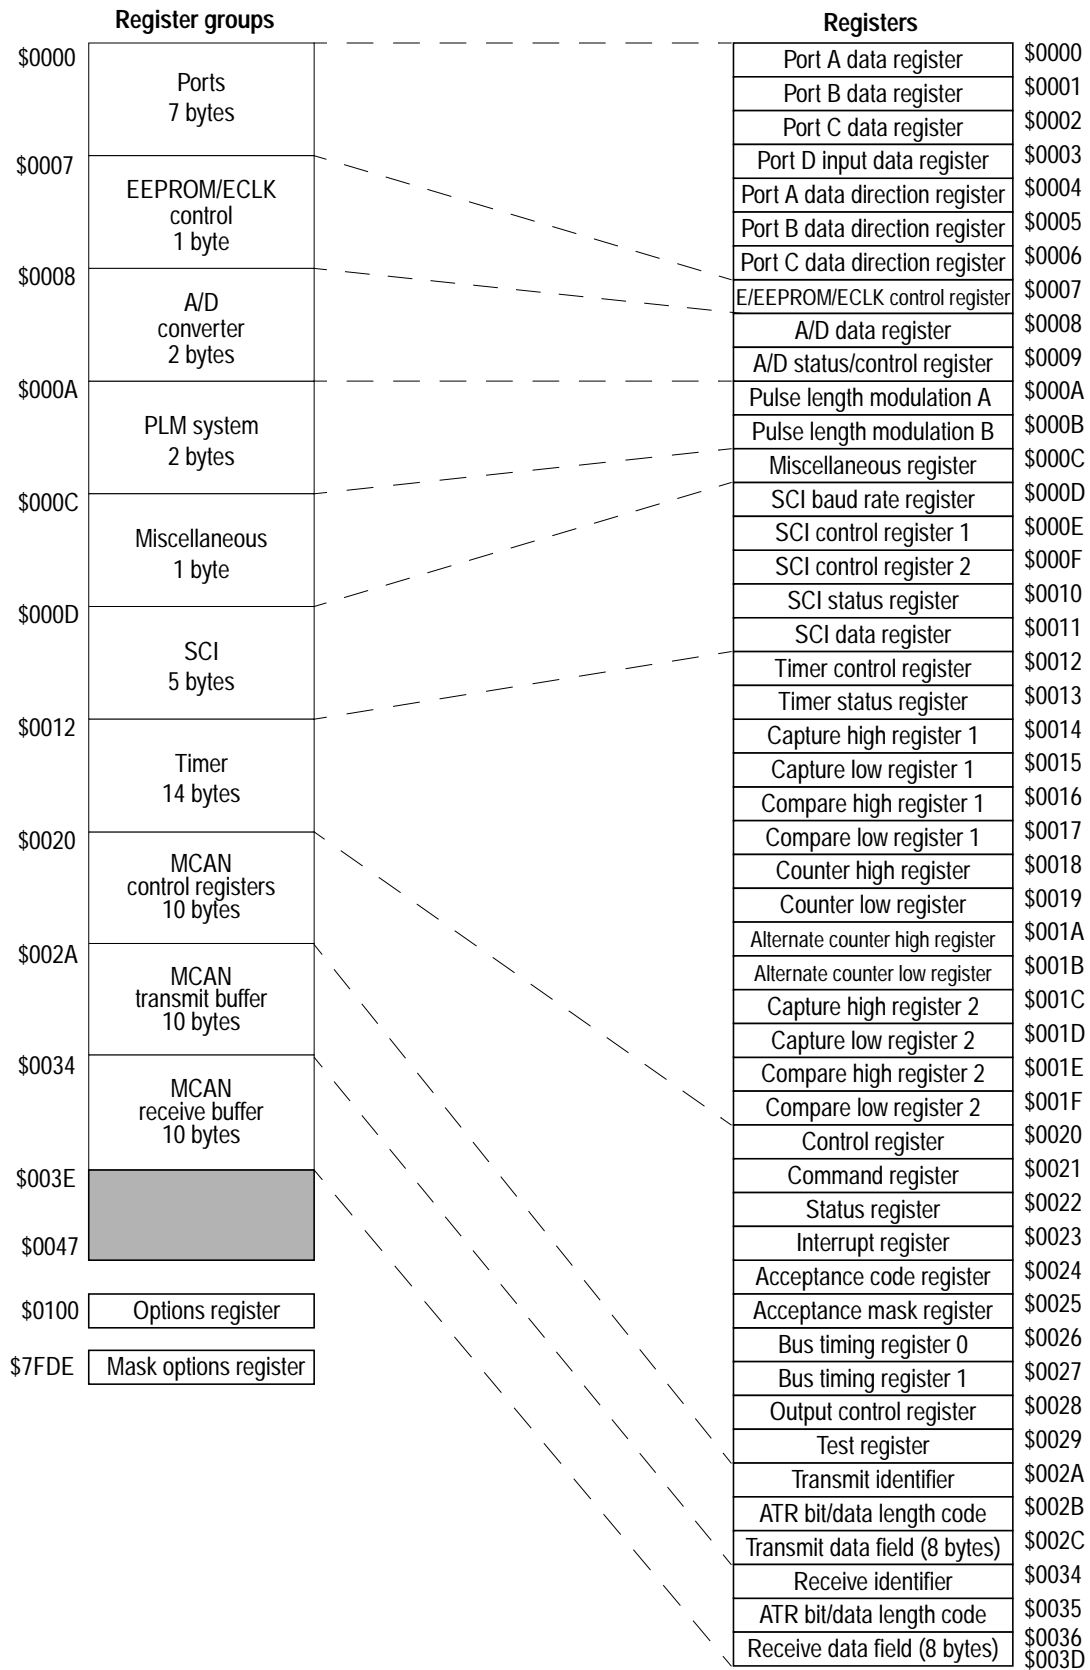 Register groups
$0000
Ports
7 bytes
$0007
EEPROM/ECLK
control
1 byte
$0008
A/D
converter
2 bytes
$000A
PLM system
2 bytes
$000C
Miscellaneous
1 byte
$000D
SCI
5 bytes
$0012
Timer
14 bytes
$0020
MCAN
control registers
10 bytes
$002A
MCAN
transmit buffer
10 bytes
$0034
MCAN
receive buffer
10 bytes
$003E
$0047
$0100 Options register
$7FDE Mask options register
Registers
Port A data register $0000
Port B data register $0001
Port C data register $0002
Port D input data register $0003
Port A data direction register $0004
Port B data direction register $0005
Port C data direction register $0006
E/EEPROM/ECLK control register $0007
A/D data register $0008
A/D status/control register $0009
Pulse length modulation A $000A
Pulse length modulation B $000B
Miscellaneous register $000C
SCI baud rate register $000D
SCI control register 1 $000E
SCI control register 2 $000F
SCI status register $0010
SCI data register $0011
Timer control register $0012
Timer status register $0013
Capture high register 1 $0014
Capture low register 1 $0015
Compare high register 1 $0016
Compare low register 1 $0017
Counter high register $0018
Counter low register $0019
Alternate counter high register $001A
Alternate counter low register $001B
Capture high register 2 $001C
Capture low register 2 $001D
Compare high register 2 $001E
Compare low register 2 $001F
Control register $0020
Command register $0021
Status register $0022
Interrupt register $0023
Acceptance code register $0024
Acceptance mask register $0025
Bus timing register 0 $0026
Bus timing register 1 $0027
Output control register $0028
Test register $0029
Transmit identifier $002A
ATR bit/data length code $002B
Transmit data field (8 bytes) $002C
Receive identifier $0034
ATR bit/data length code $0035
Receive data field (8 bytes) $0036
$003D